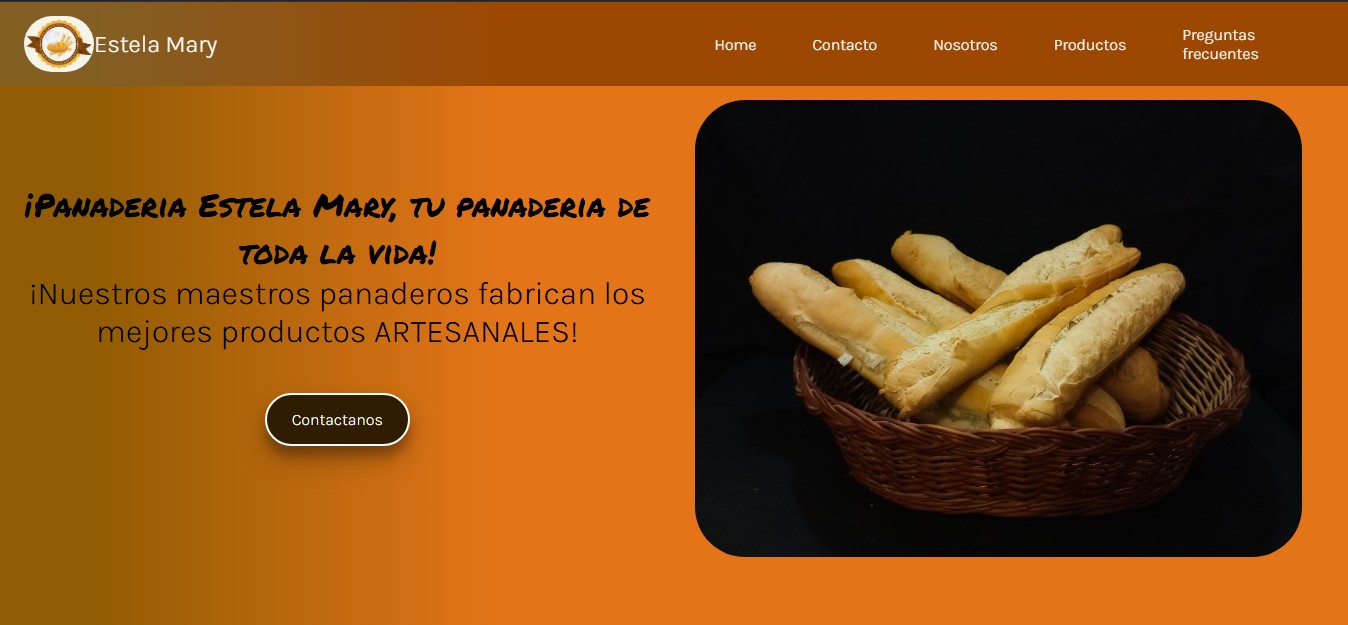 Estela Mary
Home
Contacto
Nosotros
Productos
Preguntas
frecuentes
¡Panaderia Estela Mary, tu panaderia de
toda la vida!
¡Nuestros maestros panaderos fabrican los
mejores productos ARTESANALES!
Contactanos